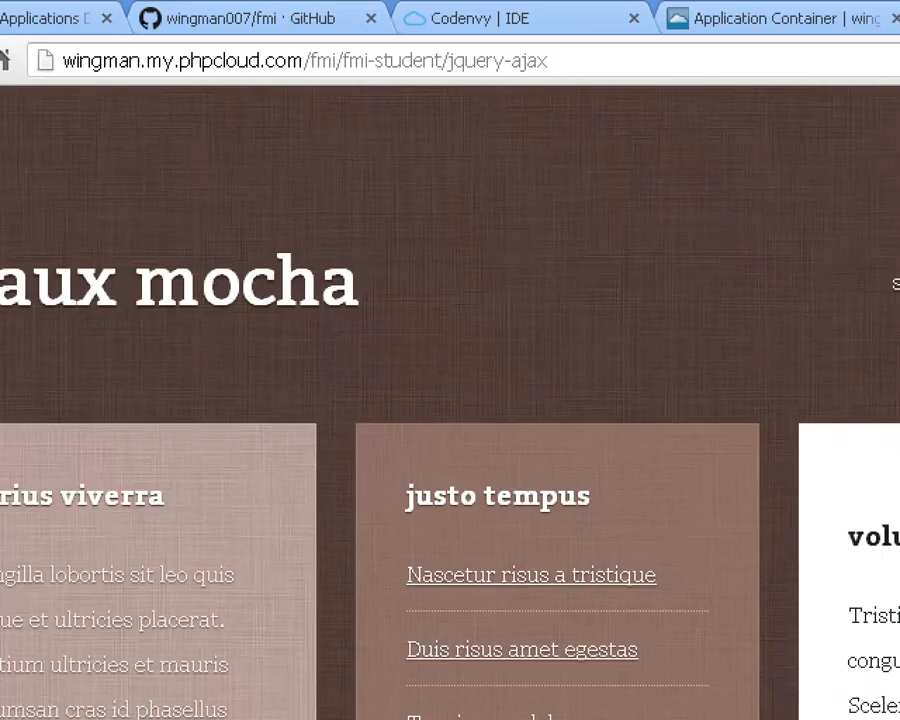 Applications
wingman007/fmi · GitHub
Codenvy | IDE
Application Container | wing
wingman.my.phpcloud.com/fmi/fmi-student/jquery-ajax
aux mocha
rius viverra
ngilla lobortis sit leo quis
ue et ultricies placerat.
tium ultricies et mauris
umsan cras id phasellus
justo tempus
Nascetur risus a tristique
Duis risus amet egestas
volu
Tristi
congu
Sceler